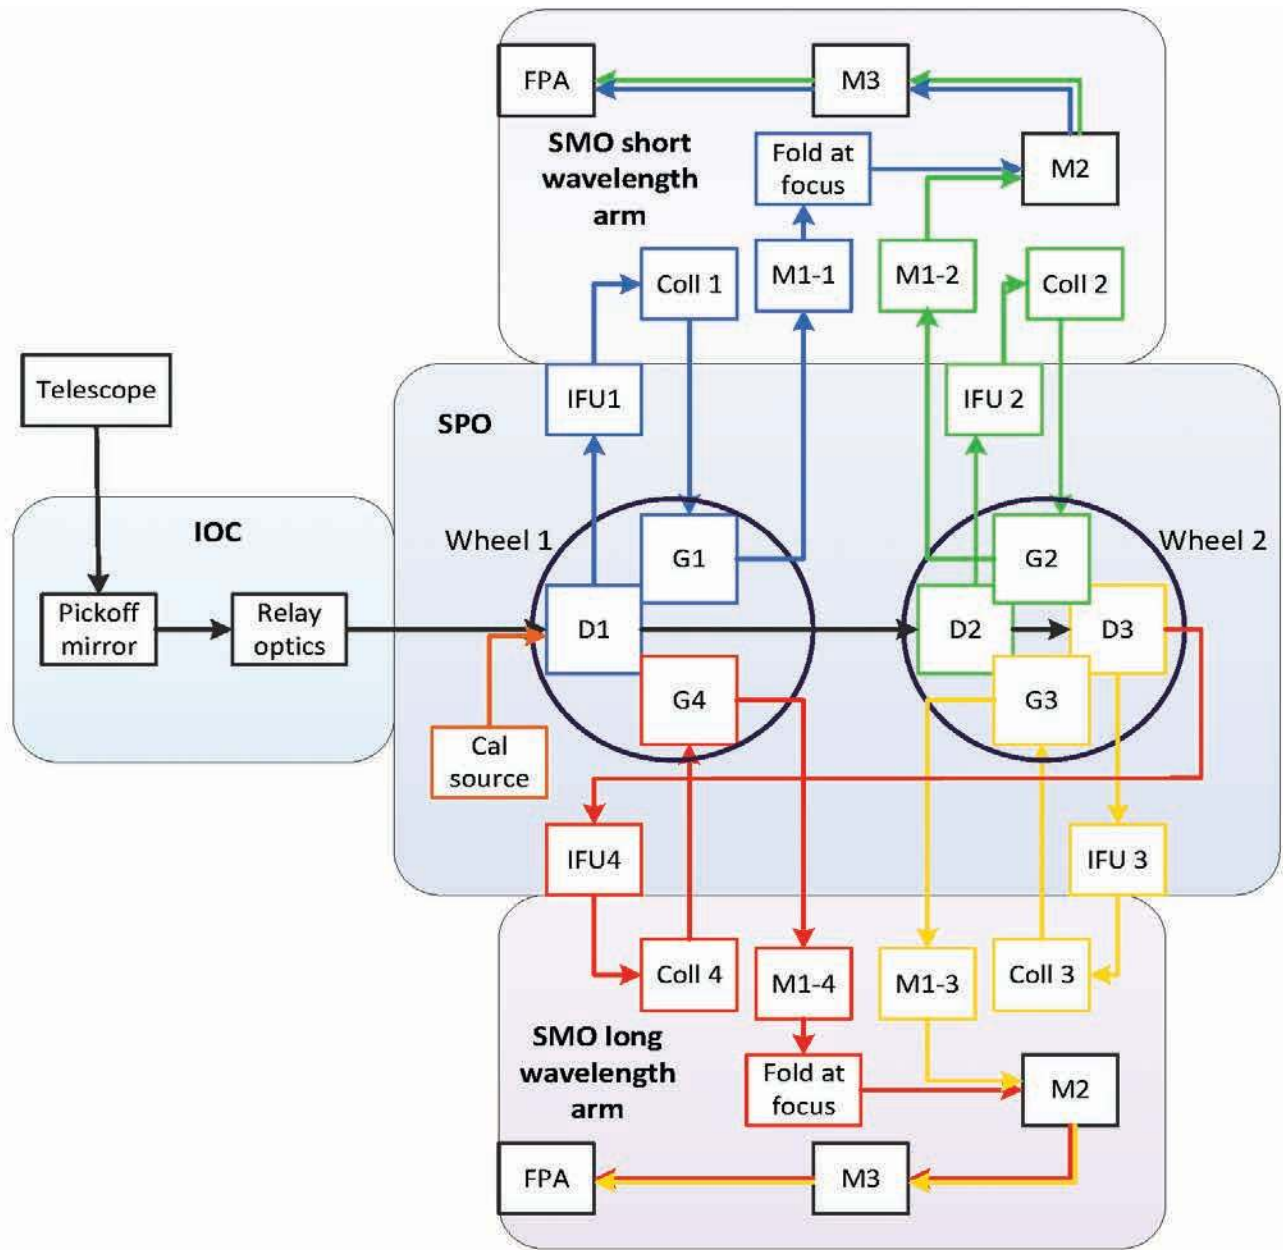 FPA
M3
SMO short
wavelength
arm
Fold at
focus
M2
Coll 1
M1-1
M1-2
Coll 2
Telescope
IFU1
IFU 2
SPO
IOC
Wheel 1
G1
G2
Wheel 2
Pickoff
mirror
Relay
optics
D1
D2
D3
G4
G3
Cal
source
IFU4
IFU 3
Coll 4
M1-4
M1-3
Coll 3
SMO long
wavelength
arm
Fold at
focus
M2
FPA
M3